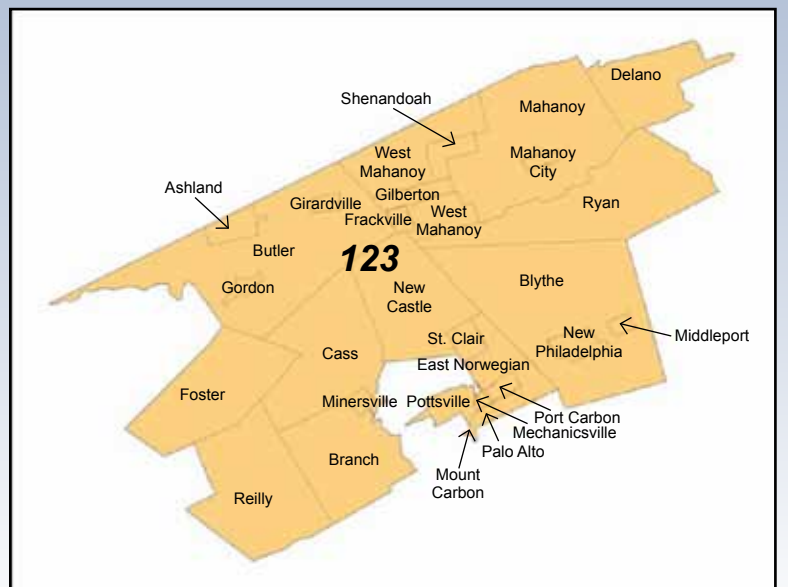 Delano
Shenandoah
Mahanoy
West
Mahanoy
Mahanoy
City
Ashland
Gilberton
Girardville
Ryan
Frackville
West
Mahanoy
Butler
123
Blythe
Gordon
New
Castle
St. Clair
New
Philadelphia
Middleport
Cass
East Norwegian
Foster
Minersville
Pottsville
Port Carbon
Mechanicsville
Palo Alto
Branch
Mount
Carbon
Reilly